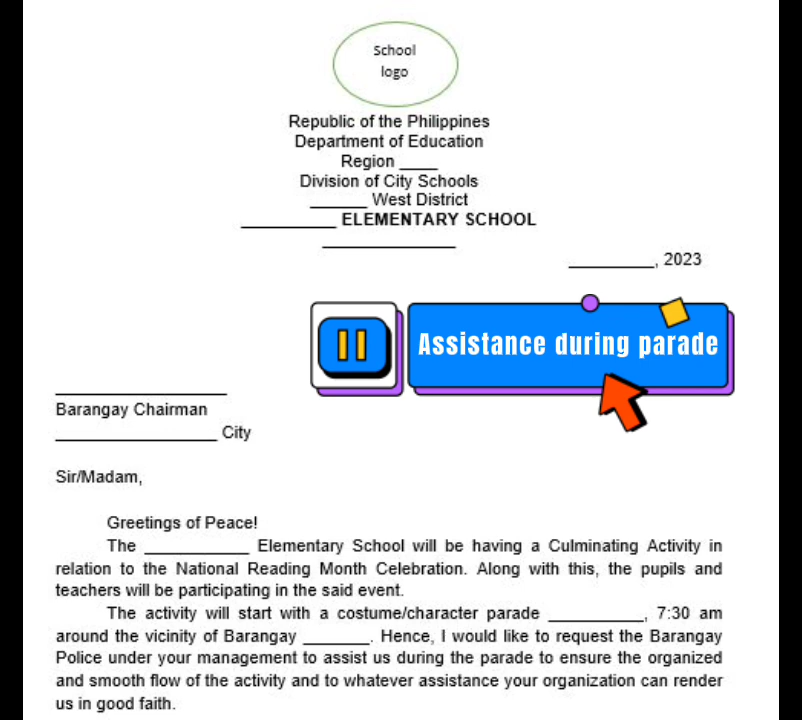 School
logo
Republic of the Philippines
Department of Education
Region ____
Division of City Schools
______ West District
__________ ELEMENTARY SCHOOL
______________
_________, 2023
Assistance during parade
__________________
Barangay Chairman
_________________ City
Sir/Madam,
Greetings of Peace!
The ___________ Elementary School will be having a Culminating Activity in
relation to the National Reading Month Celebration. Along with this, the pupils and
teachers will be participating in the said event.
The activity will start with a costume/character parade __________, 7:30 am
around the vicinity of Barangay _______. Hence, I would like to request the Barangay
Police under your management to assist us during the parade to ensure the organized
and smooth flow of the activity and to whatever assistance your organization can render
us in good faith.